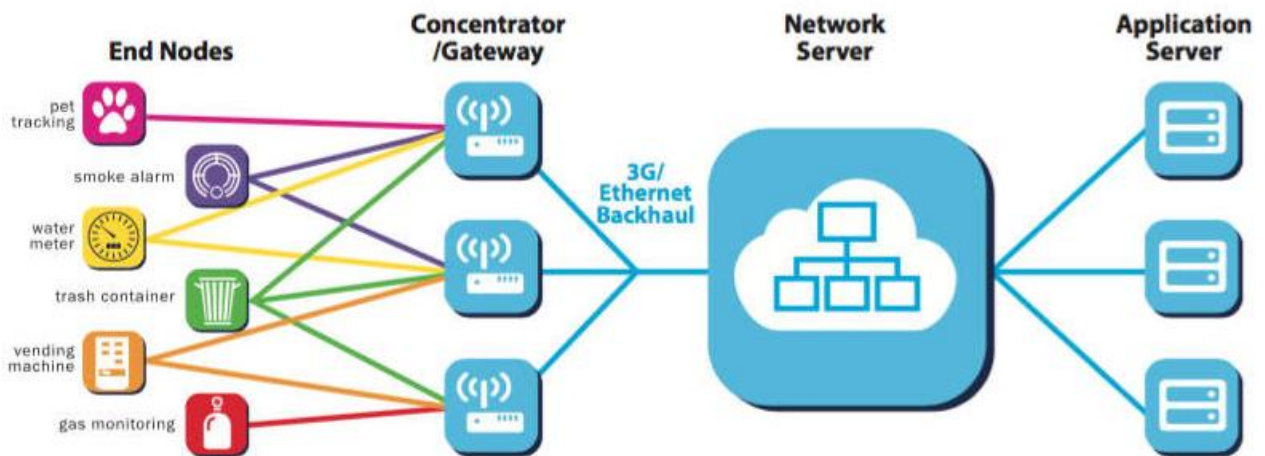 End Nodes
Concentrator
/Gateway
Network
Server
Application
Server
pet
tracking
smoke alarm
water
meter
trash container
vending
machine
gas monitoring
3G/
Ethernet
Backhaul